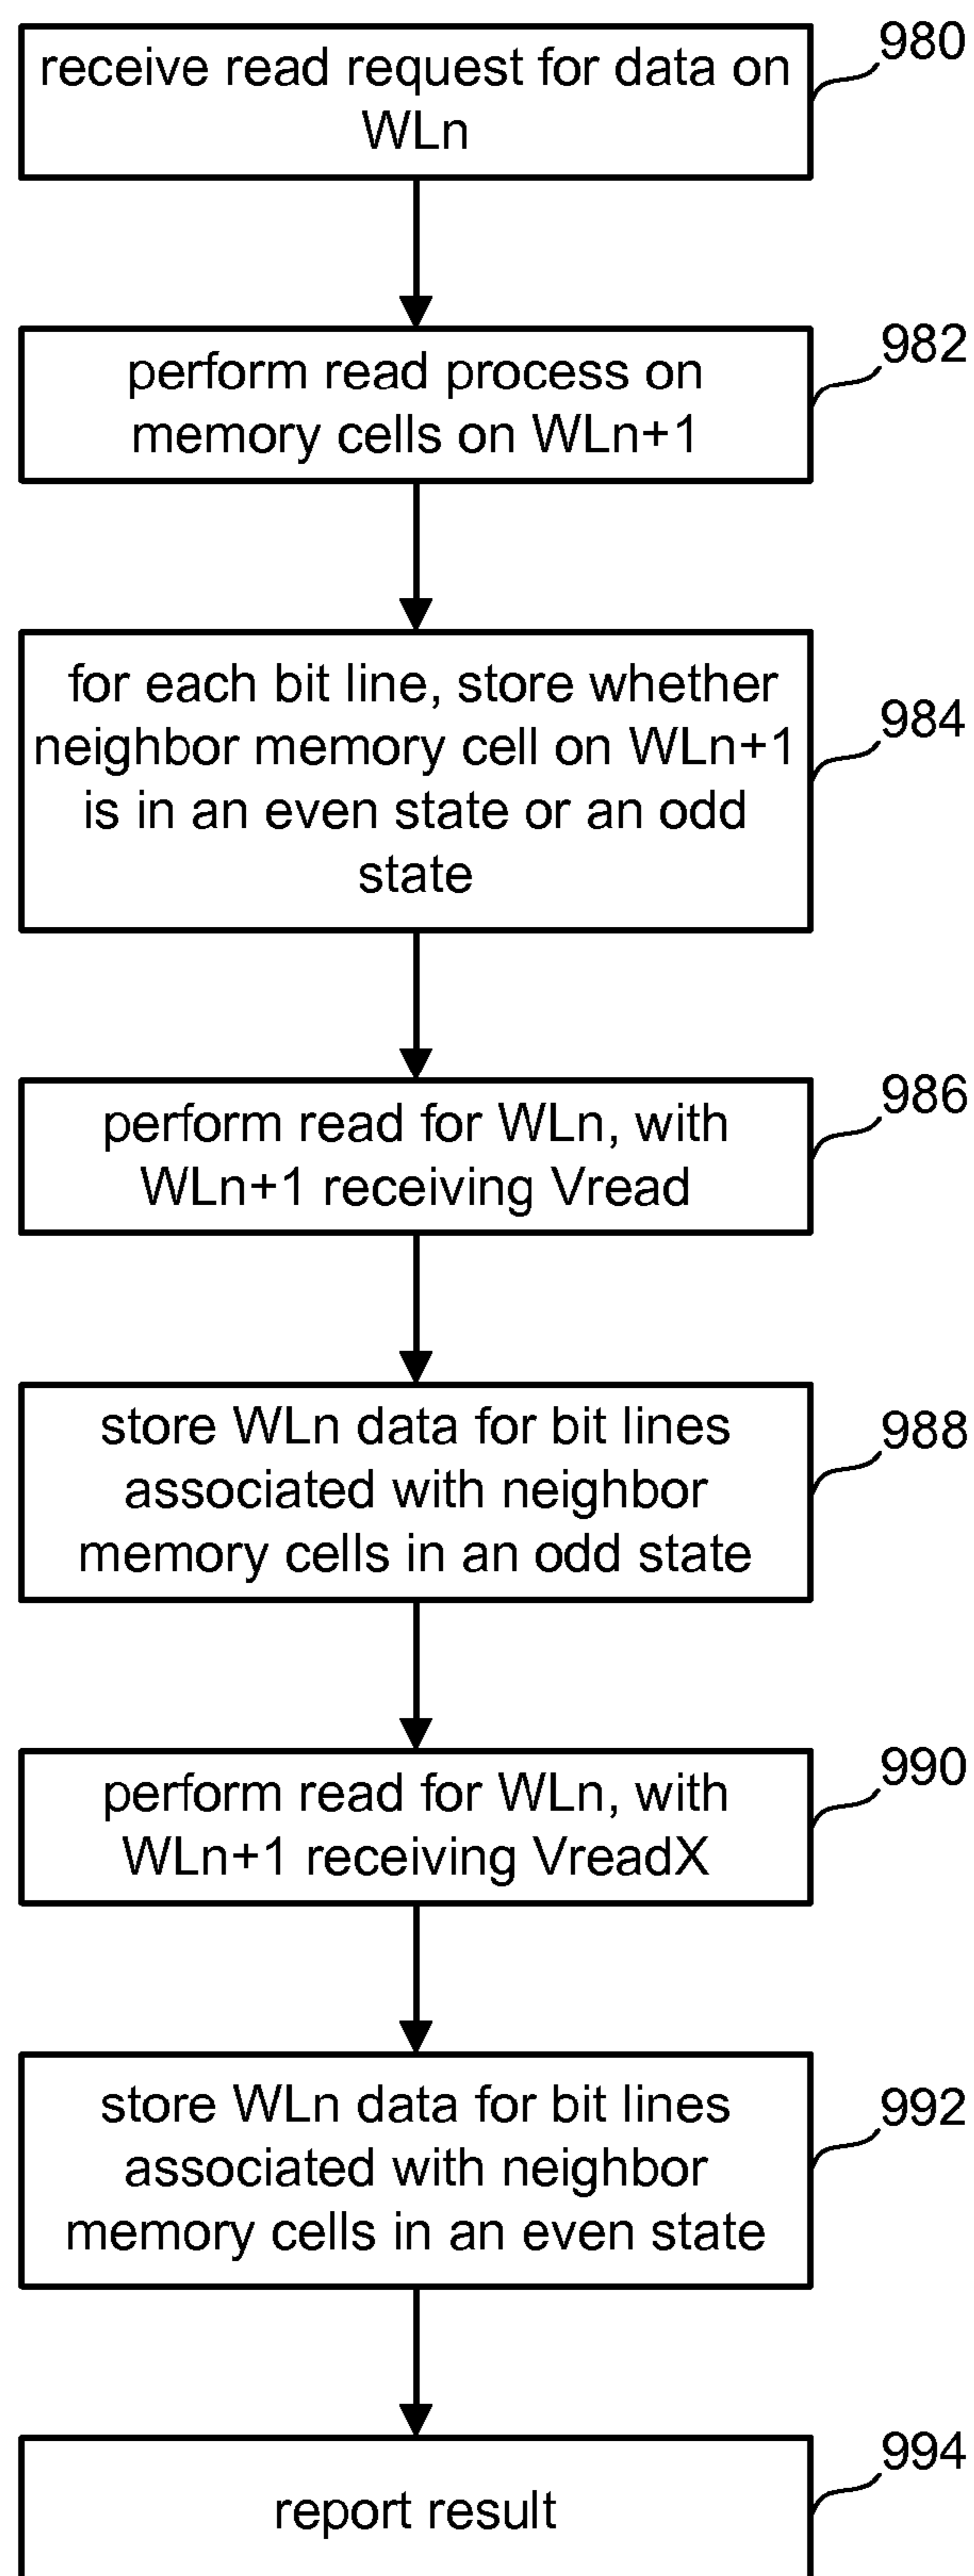 receive read request for data on
WLn
980
perform read process on
memory cells on WLn+1
982
for each bit line, store whether
neighbor memory cell on WLn+1
is in an even state or an odd
state
984
perform read for WLn, with
WLn+1 receiving Vread
986
store WLn data for bit lines
associated with neighbor
memory cells in an odd state
988
perform read for WLn, with
WLn+1 receiving VreadX
990
store WLn data for bit lines
associated with neighbor
memory cells in an even state
992
report result
994